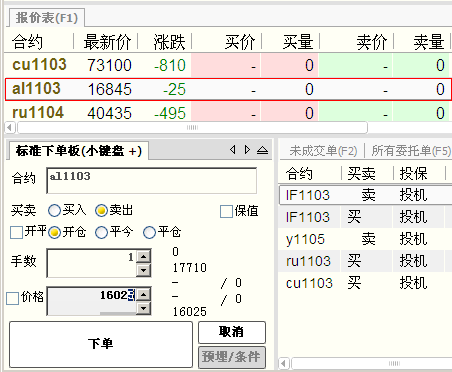 报价表(F1)
合约 最新价 涨跌 买价 买量 卖价 卖量
cu1103 73100 -810 - 0 - 0
al1103 16845 -25 - 0 - 0
ru1104 40435 -495 - 0 - 0
标准下单板(小键盘 +)
合约 al1103
买卖 买入 卖出 保值
开平 开仓 平今 平仓
手数 1 0
17710
价格 16025 - / 0
- / 0
16025
下单 取消
预埋/条件
未成交单(F2) 所有委托单(F5)
合约 买卖 投保
IF1103 卖 投机
IF1103 买 投机
y1105 卖 投机
ru1103 买 投机
cu1103 买 投机